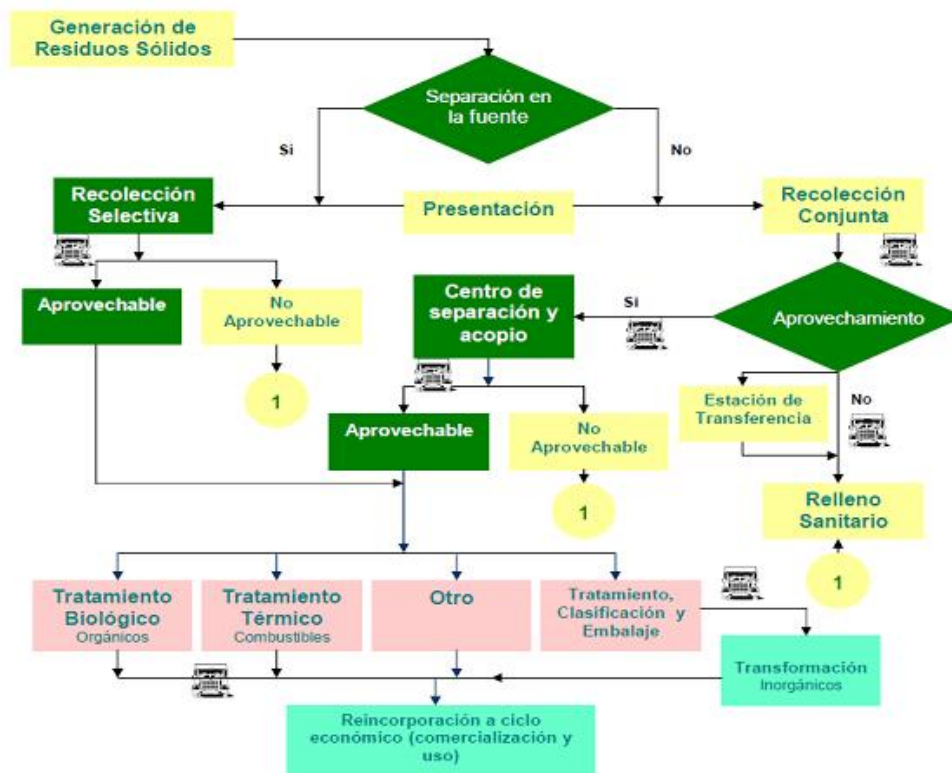 Generación de
Residuos Sólidos
Separación en
la fuente
Si
No
Recolección
Selectiva
Presentación
Recolección
Conjunta
Aprovechable
No
Aprovechable
Centro de
separación y
acopio
Si
Aprovechamiento
1
Estación de
Transferencia
No
Aprovechable
No
Aprovechable
1
Relleno
Sanitario
1
Tratamiento
Biológico
Orgánicos
Tratamiento
Térmico
Combustibles
Otro
Tratamiento,
Clasificación y
Embalaje
Transformación
Inorgánicos
Reincorporación a ciclo
económico (comercialización y
uso)